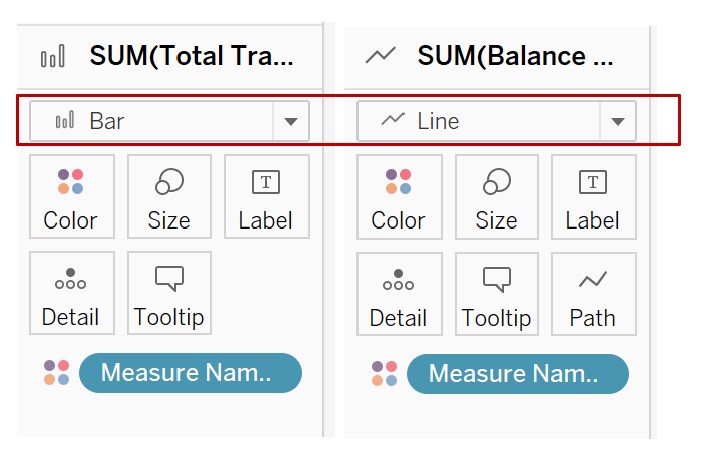 SUM(Total Tra...
Bar
Color Size Label
Detail Tooltip
Measure Nam..
SUM(Balance ...
Line
Color Size Label
Detail Tooltip Path
Measure Nam..